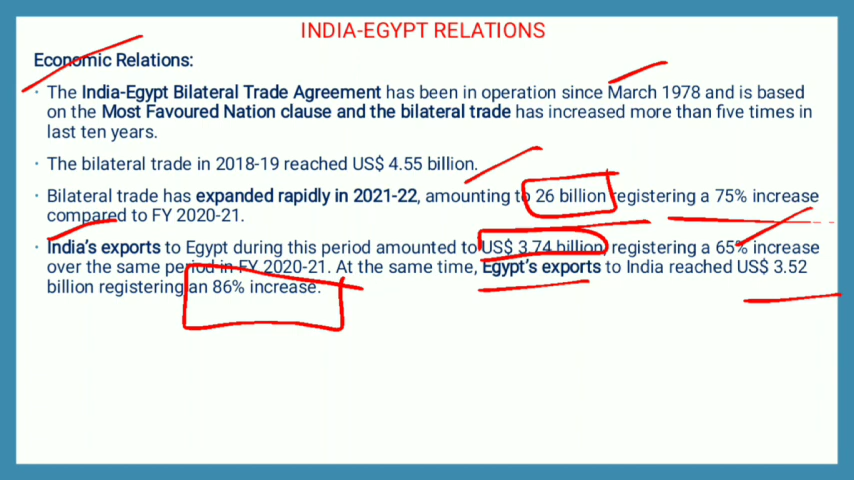 INDIA-EGYPT RELATIONS
Economic Relations:
· The India-Egypt Bilateral Trade Agreement has been in operation since March 1978 and is based
on the Most Favoured Nation clause and the bilateral trade has increased more than five times in
last ten years.
· The bilateral trade in 2018-19 reached US$ 4.55 billion.
· Bilateral trade has expanded rapidly in 2021-22, amounting to 26 billion registering a 75% increase
compared to FY 2020-21.
· India's exports to Egypt during this period amounted to US$ 3.74 billion, registering a 65% increase
over the same period in FY 2020-21. At the same time, Egypt's exports to India reached US$ 3.52
billion registering an 86% increase.